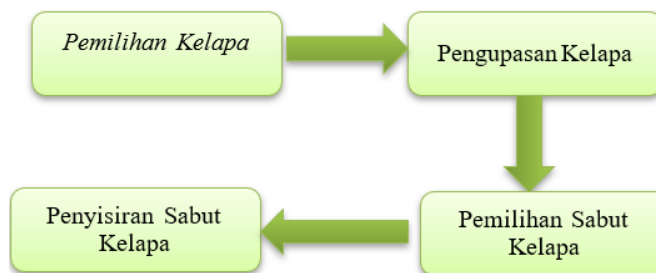 Pemilihan Kelapa
Pengupasan Kelapa
Pemilihan Sabut
Kelapa
Penyisiran Sabut
Kelapa